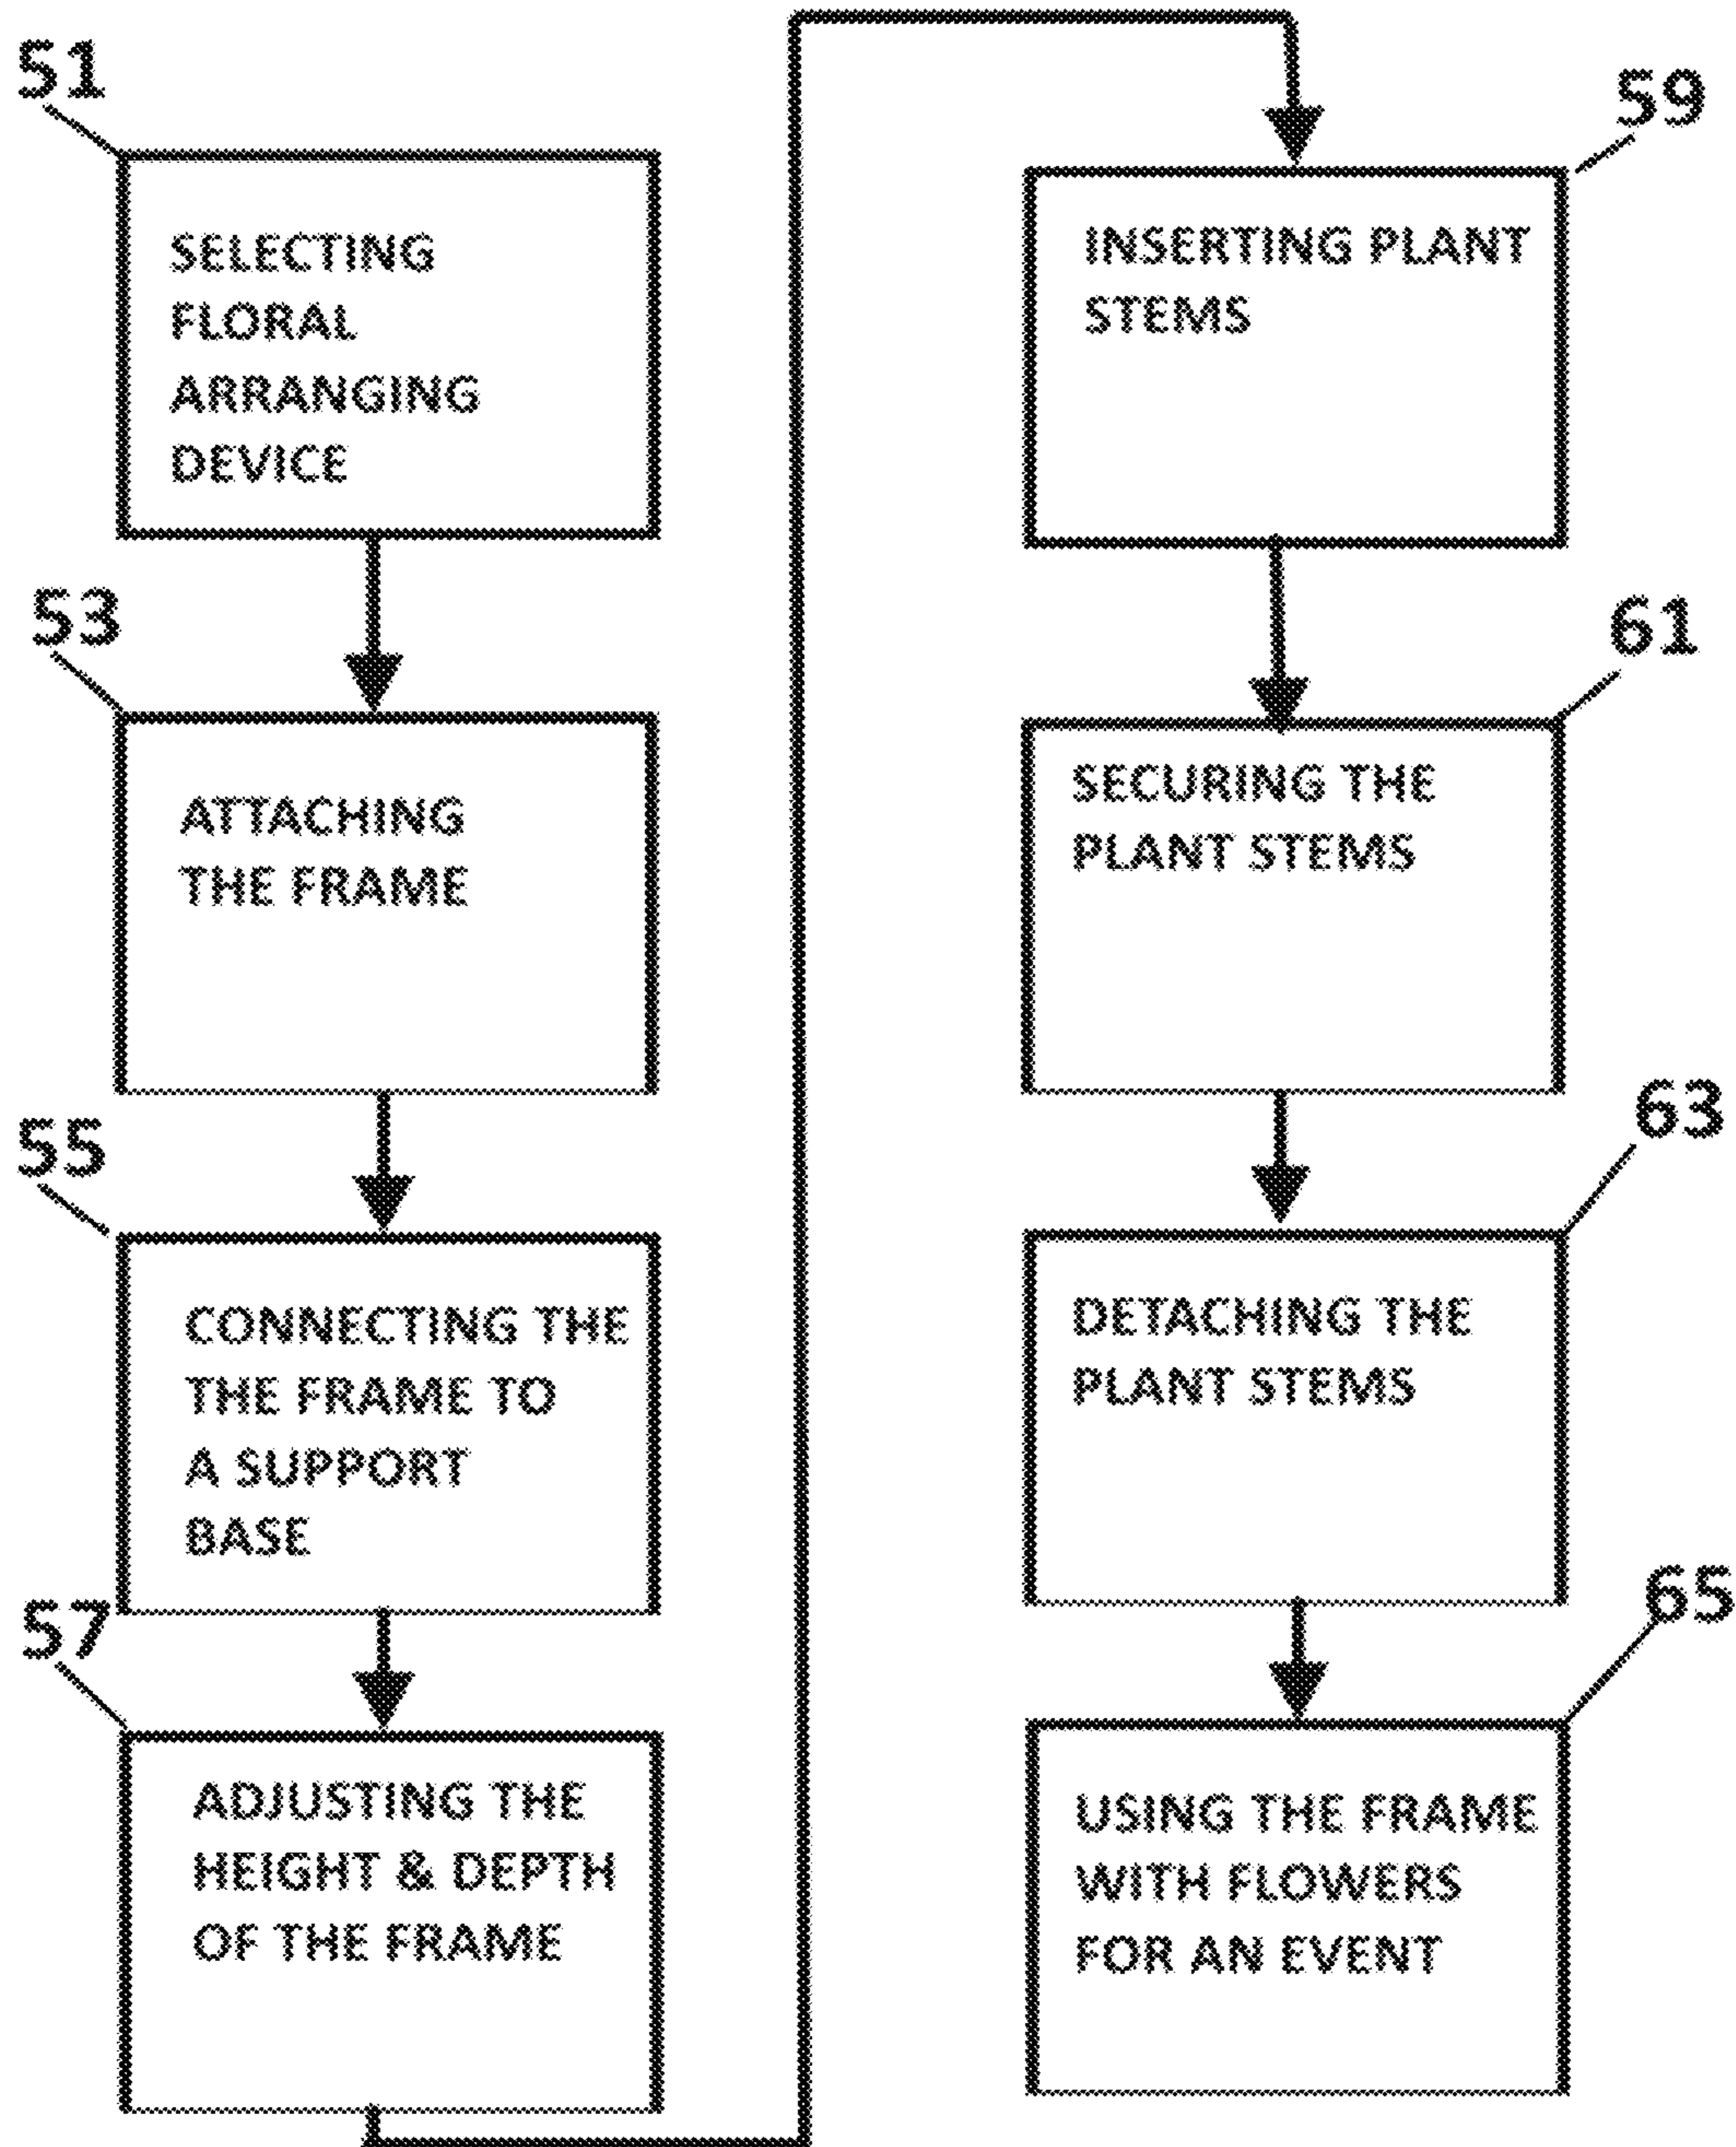 51
SELECTING
FLORAL
ARRANGING
DEVICE
53
ATTACHING
THE FRAME
55
CONNECTING THE
THE FRAME TO
A SUPPORT
BASE
57
ADJUSTING THE
HEIGHT & DEPTH
OF THE FRAME
59
INSERTING PLANT
STEMS
61
SECURING THE
PLANT STEMS
63
DETACHING THE
PLANT STEMS
65
USING THE FRAME
WITH FLOWERS
FOR AN EVENT